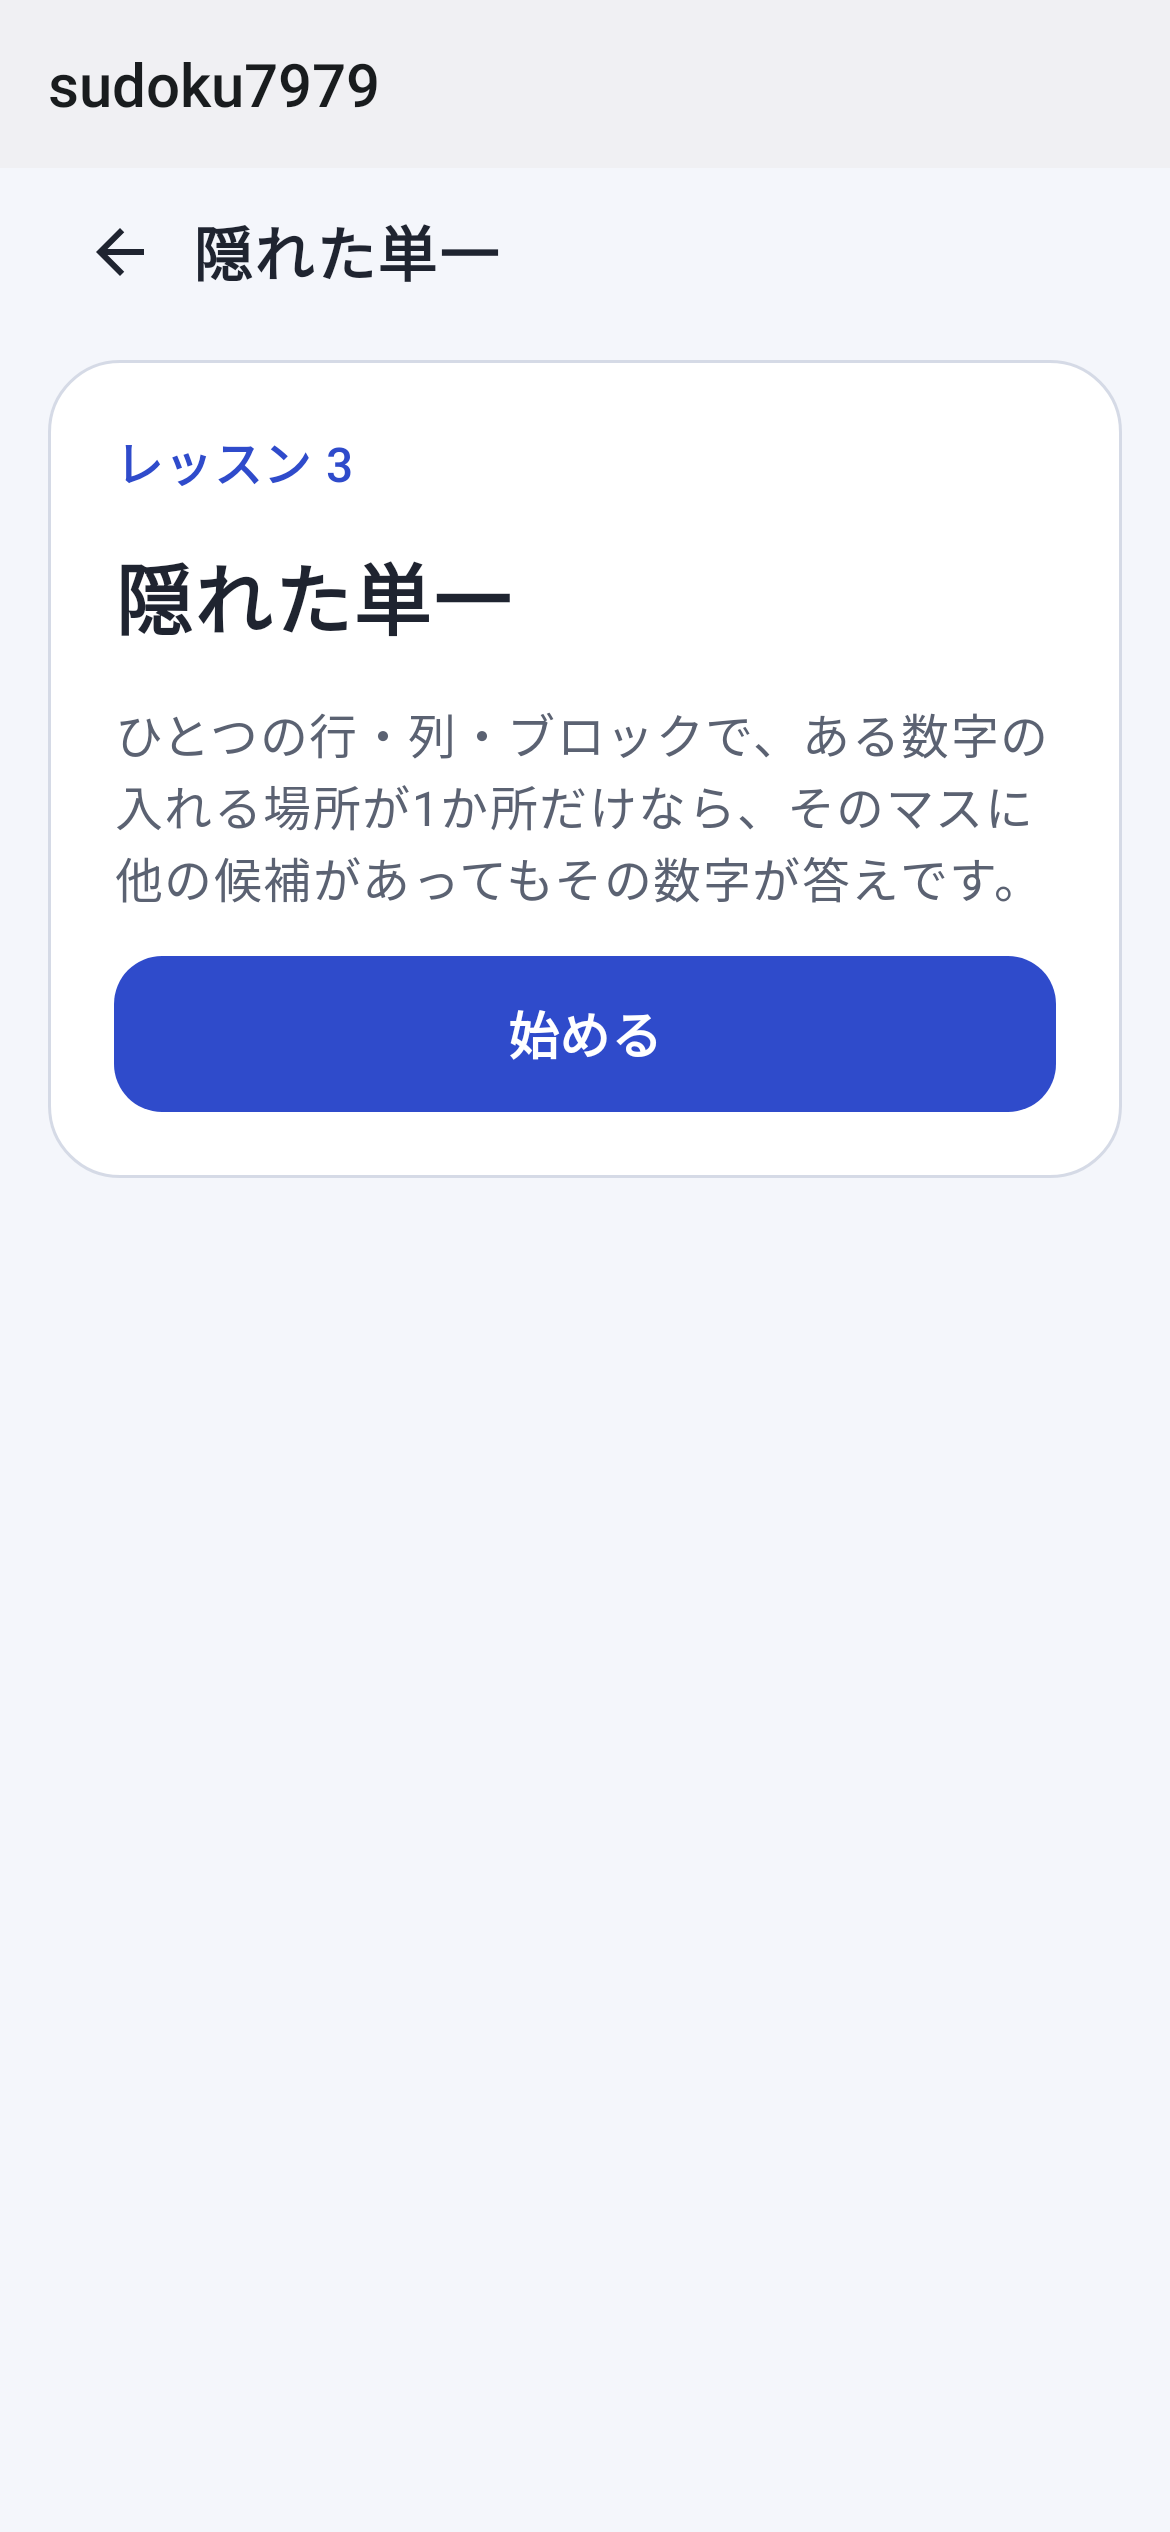 sudoku7979
隠れた単一
レッスン 3
隠れた単一
ひとつの行・列・ブロックで、ある数字の
入れる場所が1か所だけなら、そのマスに
他の候補があってもその数字が答えです。
始める